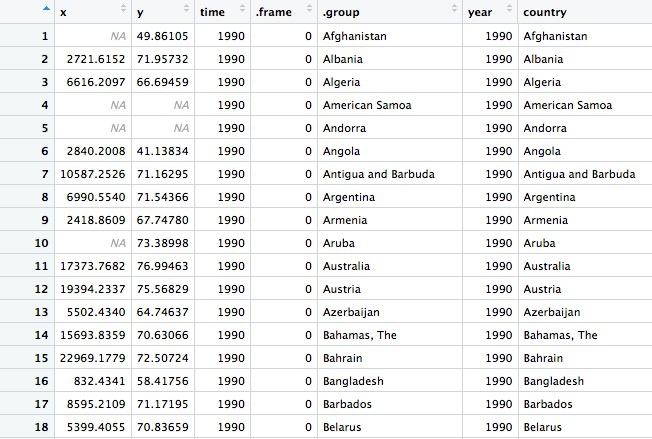 x y time .frame .group year country
1 NA 49.86105 1990 0 Afghanistan 1990 Afghanistan
2 2721.6152 71.95732 1990 0 Albania 1990 Albania
3 6616.2097 66.69459 1990 0 Algeria 1990 Algeria
4 NA NA 1990 0 American Samoa 1990 American Samoa
5 NA NA 1990 0 Andorra 1990 Andorra
6 2840.2008 41.13834 1990 0 Angola 1990 Angola
7 10587.2526 71.16295 1990 0 Antigua and Barbuda 1990 Antigua and Barbuda
8 6990.5540 71.54366 1990 0 Argentina 1990 Argentina
9 2418.8609 67.74780 1990 0 Armenia 1990 Armenia
10 NA 73.38998 1990 0 Aruba 1990 Aruba
11 17373.7682 76.99463 1990 0 Australia 1990 Australia
12 19394.2337 75.56829 1990 0 Austria 1990 Austria
13 5502.4340 64.74637 1990 0 Azerbaijan 1990 Azerbaijan
14 15693.8359 70.63066 1990 0 Bahamas, The 1990 Bahamas, The
15 22969.1779 72.50724 1990 0 Bahrain 1990 Bahrain
16 832.4341 58.41756 1990 0 Bangladesh 1990 Bangladesh
17 8595.2109 71.17195 1990 0 Barbados 1990 Barbados
18 5399.4055 70.83659 1990 0 Belarus 1990 Belarus